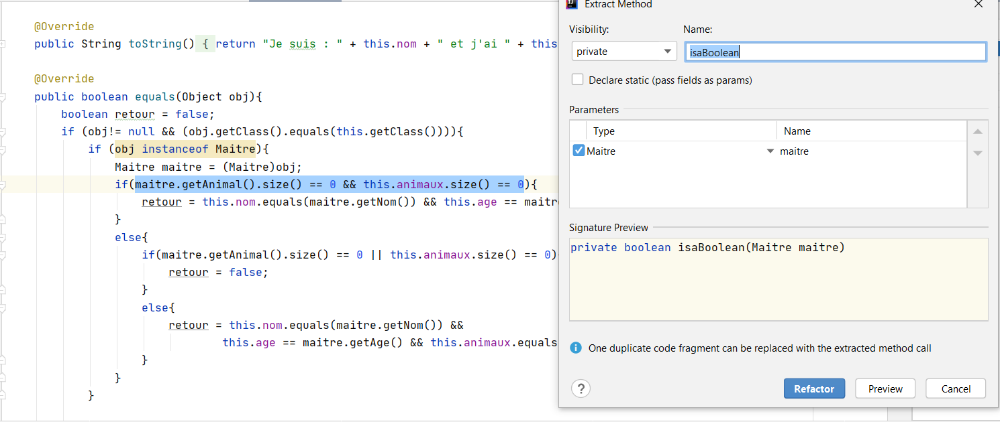 @Override
public String toString() { return "Je suis : " + this.nom + " et j'ai " + this
@Override
public boolean equals(Object obj){
boolean retour = false;
if (obj!= null && (obj.getClass().equals(this.getClass()))){
if (obj instanceof Maitre){
Maitre maitre = (Maitre)obj;
if(maitre.getAnimal().size() == 0 && this.animaux.size() == 0){
retour = this.nom.equals(maitre.getNom()) && this.age == maitr
}
else{
if(maitre.getAnimal().size() == 0 || this.animaux.size() == 0)
retour = false;
}
else{
retour = this.nom.equals(maitre.getNom()) &&
this.age == maitre.getAge() && this.animaux.equals
}
}
}
Extract Method
Visibility:
Name:
private
isaBoolean
Declare static (pass fields as params)
Parameters
Type
Name
Maitre
maitre
Signature Preview
private boolean isaBoolean(Maitre maitre)
One duplicate code fragment can be replaced with the extracted method call
?
Refactor
Preview
Cancel